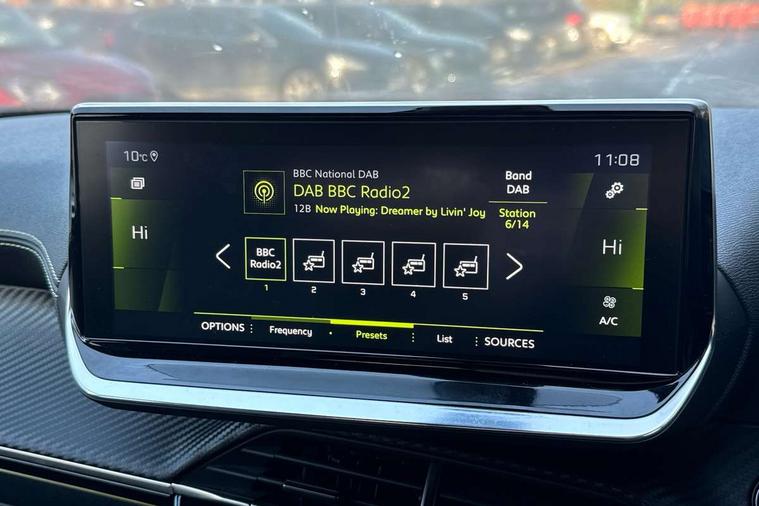 10°C
11:08
BBC National DAB
DAB BBC Radio2
12B Now Playing: Dreamer by Livin' Joy
Band
DAB
Station
6/14
Hi
Hi
BBC
Radio2
1
2
3
4
5
A/C
OPTIONS
Frequency
Presets
List
SOURCES